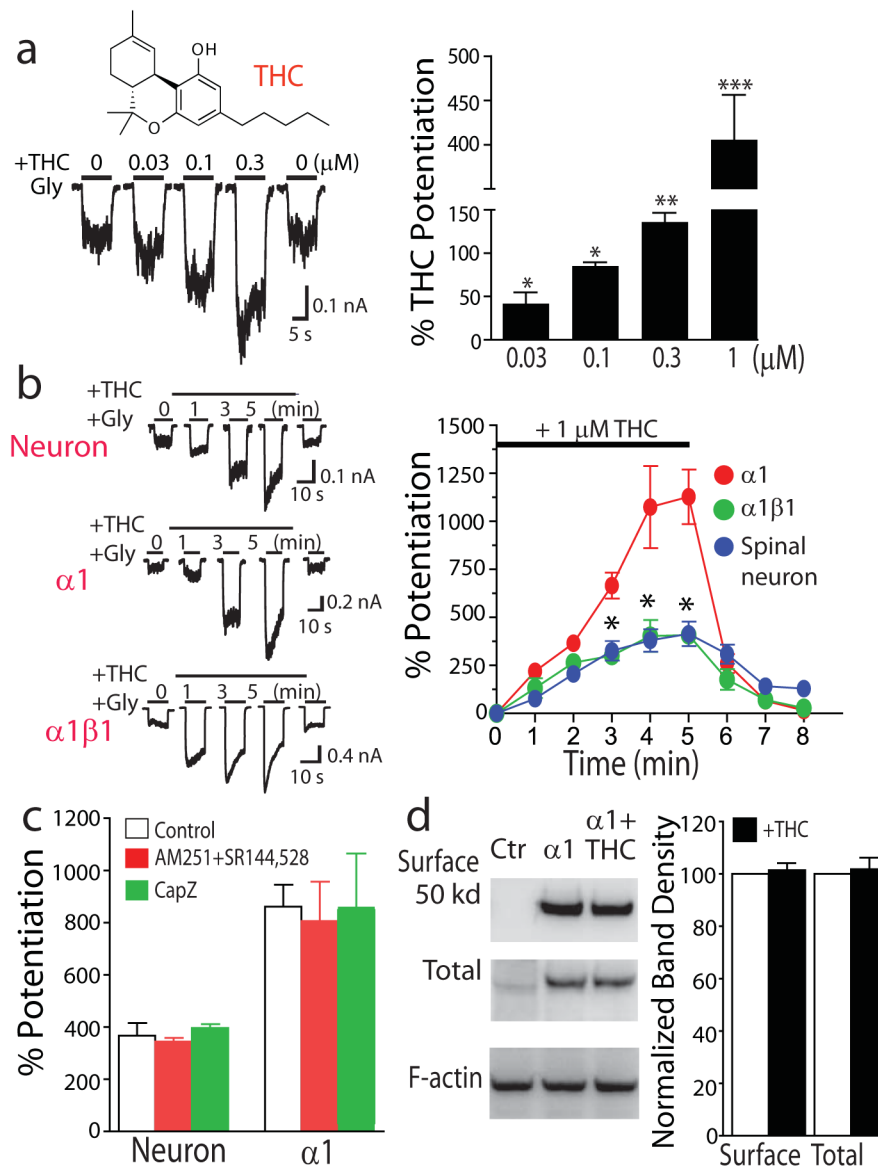 a
OH
THC
O
+THC 0 0.03 0.1 0.3 0 (μM)
Gly
0.1 nA
5 s
% THC Potentiation
500
450
400
150
100
50
0
* * ** ***
0.03 0.1 0.3 1 (μM)
b
+THC
+Gly 0 1 3 5 (min)
Neuron
0.1 nA
10 s
+THC
+Gly 0 1 3 5 (min)
α1
0.2 nA
10 s
+THC
+Gly 0 1 3 5 (min)
α1β1
0.4 nA
10 s
% Potentiation
1500
1250
1000
750
500
250
0
+ 1 μM THC
α1
α1β1
Spinal
neuron
* * *
0 1 2 3 4 5 6 7 8
Time (min)
c
% Potentiation
1200
1000
800
600
400
200
0
Control
AM251+SR144,528
CapZ
Neuron α1
d
Ctr α1 α1+
THC
Surface
50 kd
Total
F-actin
Normalized Band Density
120
100
80
60
40
20
0
+THC
Surface Total